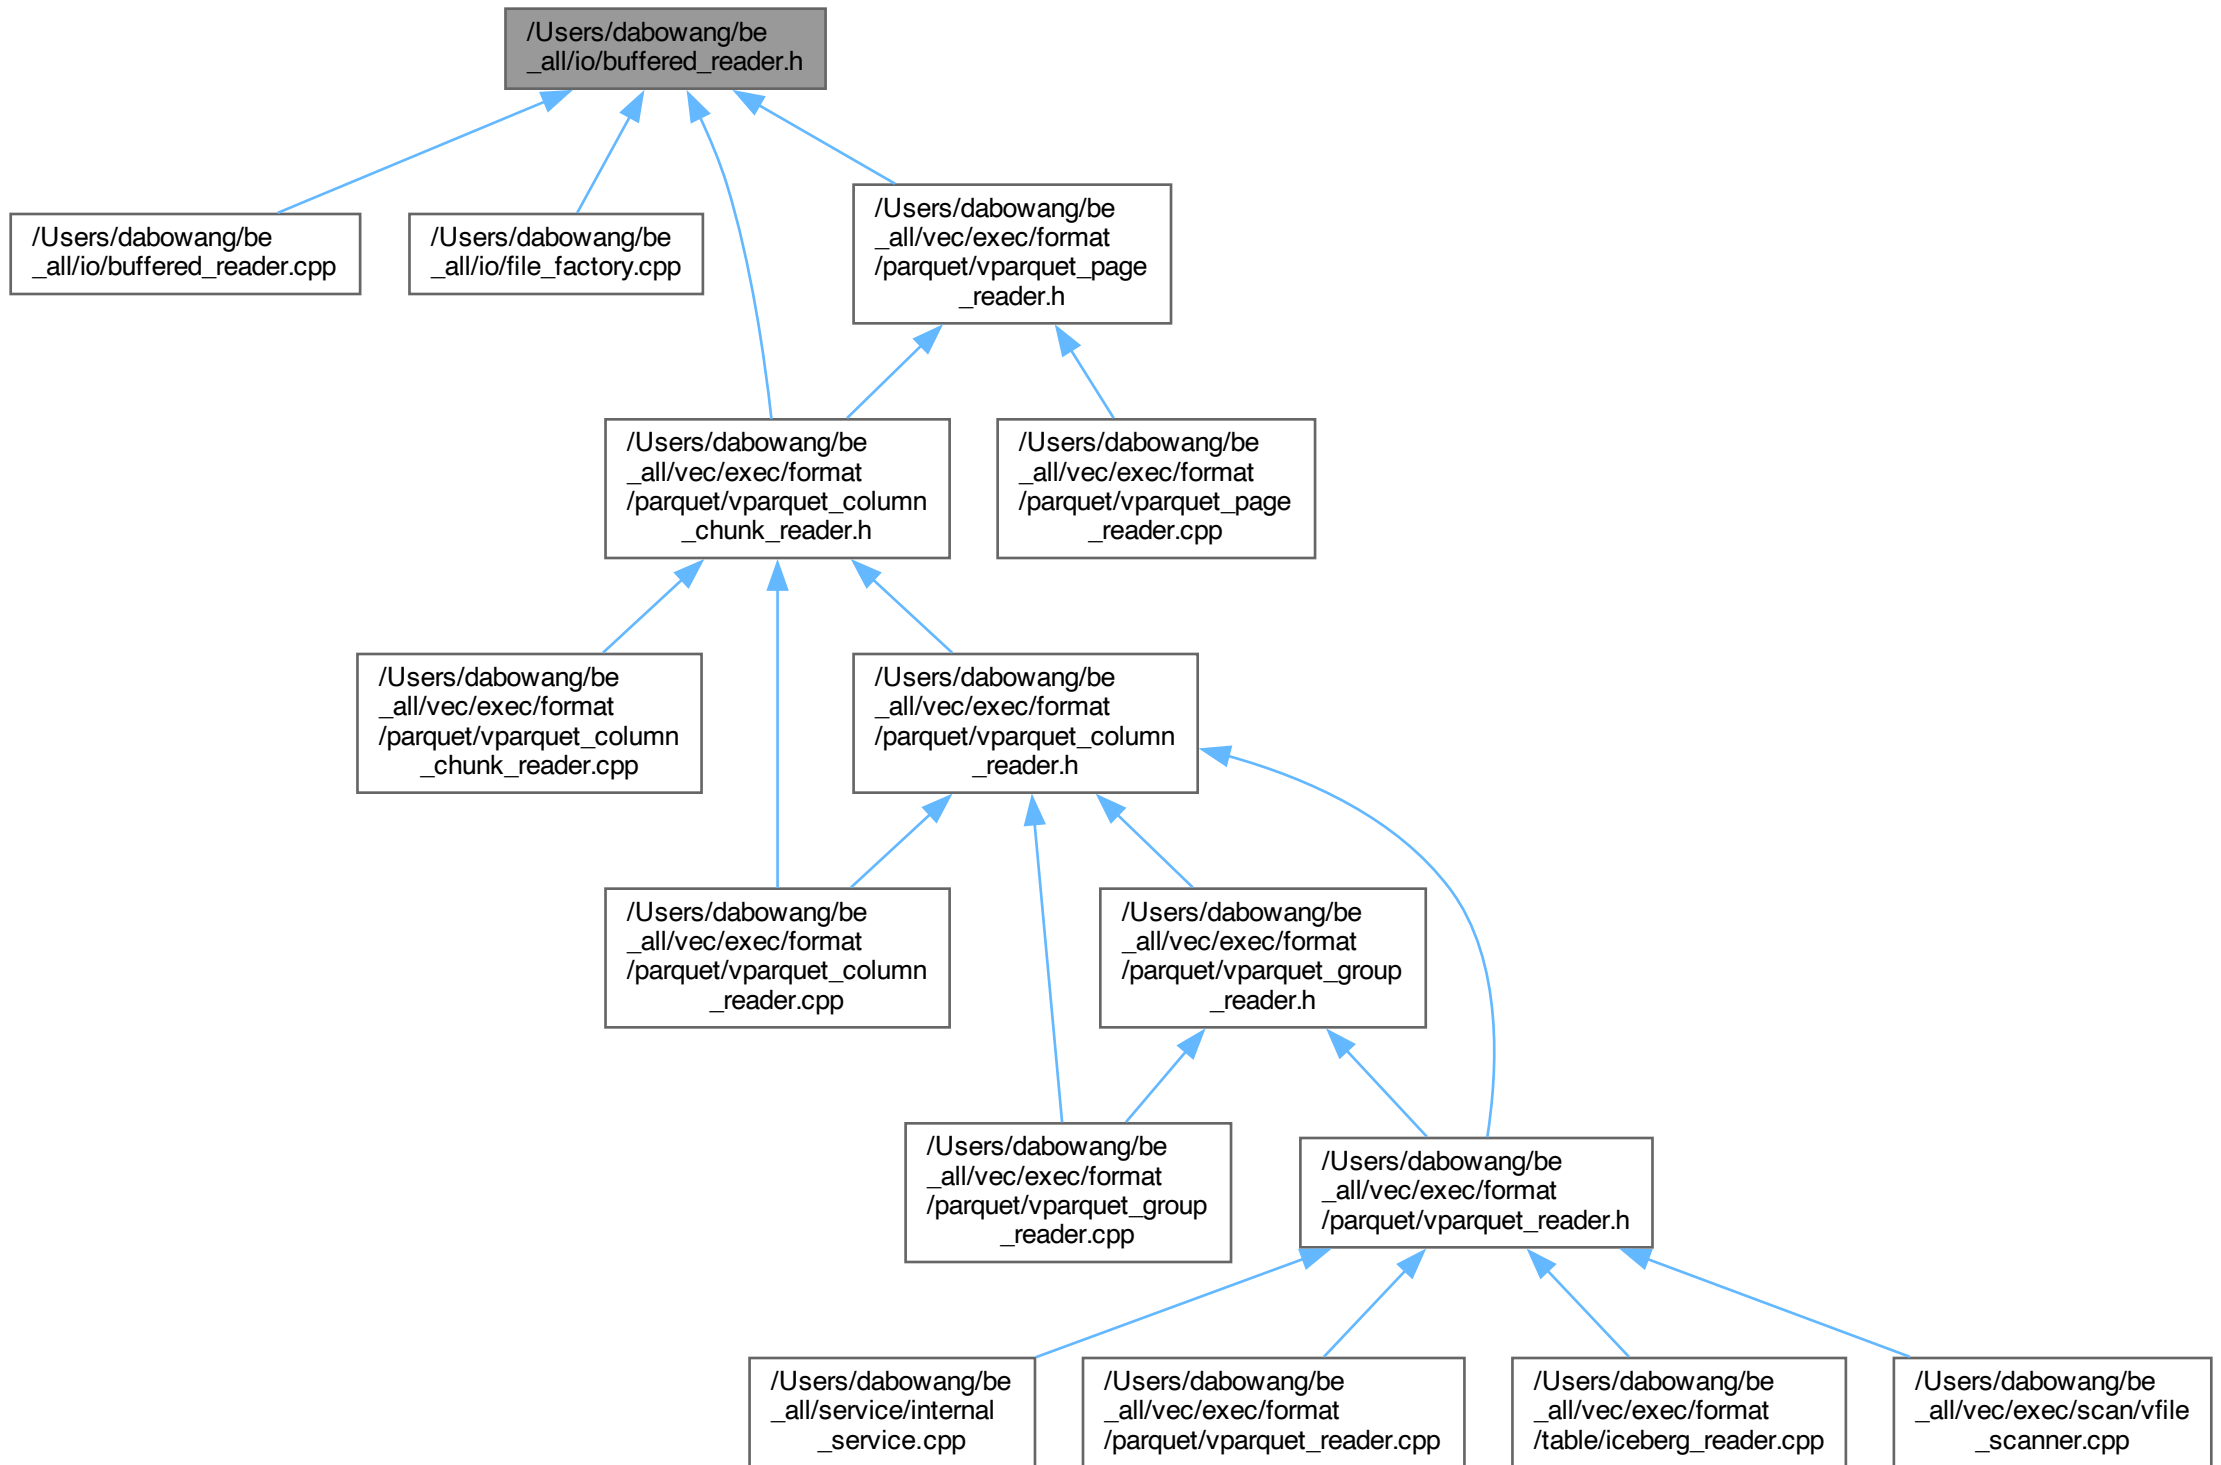 /Users/dabowang/be
_all/io/buffered_reader.h
/Users/dabowang/be
_all/io/buffered_reader.cpp
/Users/dabowang/be
_all/io/file_factory.cpp
/Users/dabowang/be
_all/vec/exec/format
/parquet/vparquet_page
_reader.h
/Users/dabowang/be
_all/vec/exec/format
/parquet/vparquet_column
_chunk_reader.h
/Users/dabowang/be
_all/vec/exec/format
/parquet/vparquet_page
_reader.cpp
/Users/dabowang/be
_all/vec/exec/format
/parquet/vparquet_column
_chunk_reader.cpp
/Users/dabowang/be
_all/vec/exec/format
/parquet/vparquet_column
_reader.h
/Users/dabowang/be
_all/vec/exec/format
/parquet/vparquet_column
_reader.cpp
/Users/dabowang/be
_all/vec/exec/format
/parquet/vparquet_group
_reader.h
/Users/dabowang/be
_all/vec/exec/format
/parquet/vparquet_group
_reader.cpp
/Users/dabowang/be
_all/vec/exec/format
/parquet/vparquet_reader.h
/Users/dabowang/be
_all/service/internal
_service.cpp
/Users/dabowang/be
_all/vec/exec/format
/parquet/vparquet_reader.cpp
/Users/dabowang/be
_all/vec/exec/format
/table/iceberg_reader.cpp
/Users/dabowang/be
_all/vec/exec/scan/vfile
_scanner.cpp